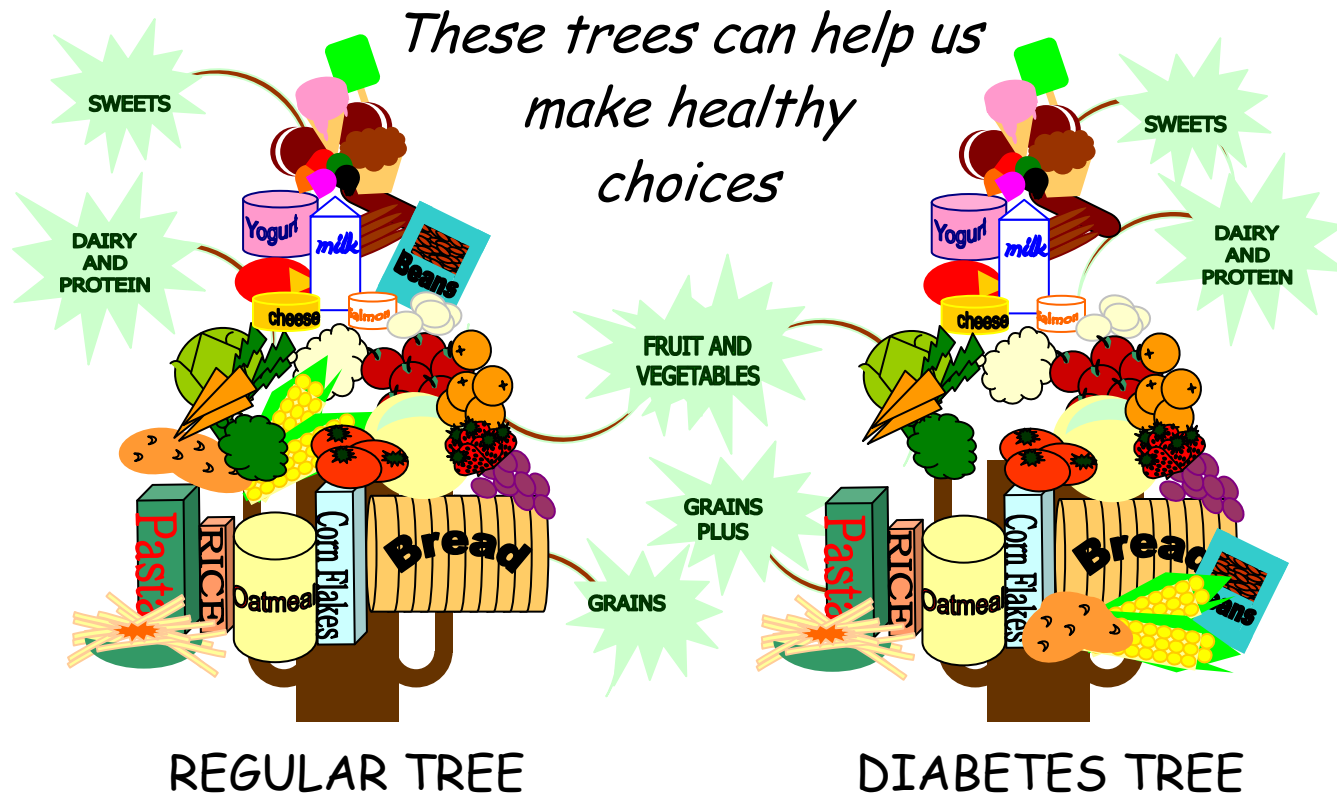 These trees can help us
make healthy
choices
SWEETS
DAIRY
AND
PROTEIN
Yogurt
milk
Beans
cheese
Salmon
Pasta
RICE
Oatmeal
Corn Flakes
Bread
GRAINS
REGULAR TREE
FRUIT AND
VEGETABLES
GRAINS
PLUS
SWEETS
DAIRY
AND
PROTEIN
Yogurt
milk
cheese
Salmon
Pasta
RICE
Oatmeal
Corn Flakes
Bread
Beans
DIABETES TREE